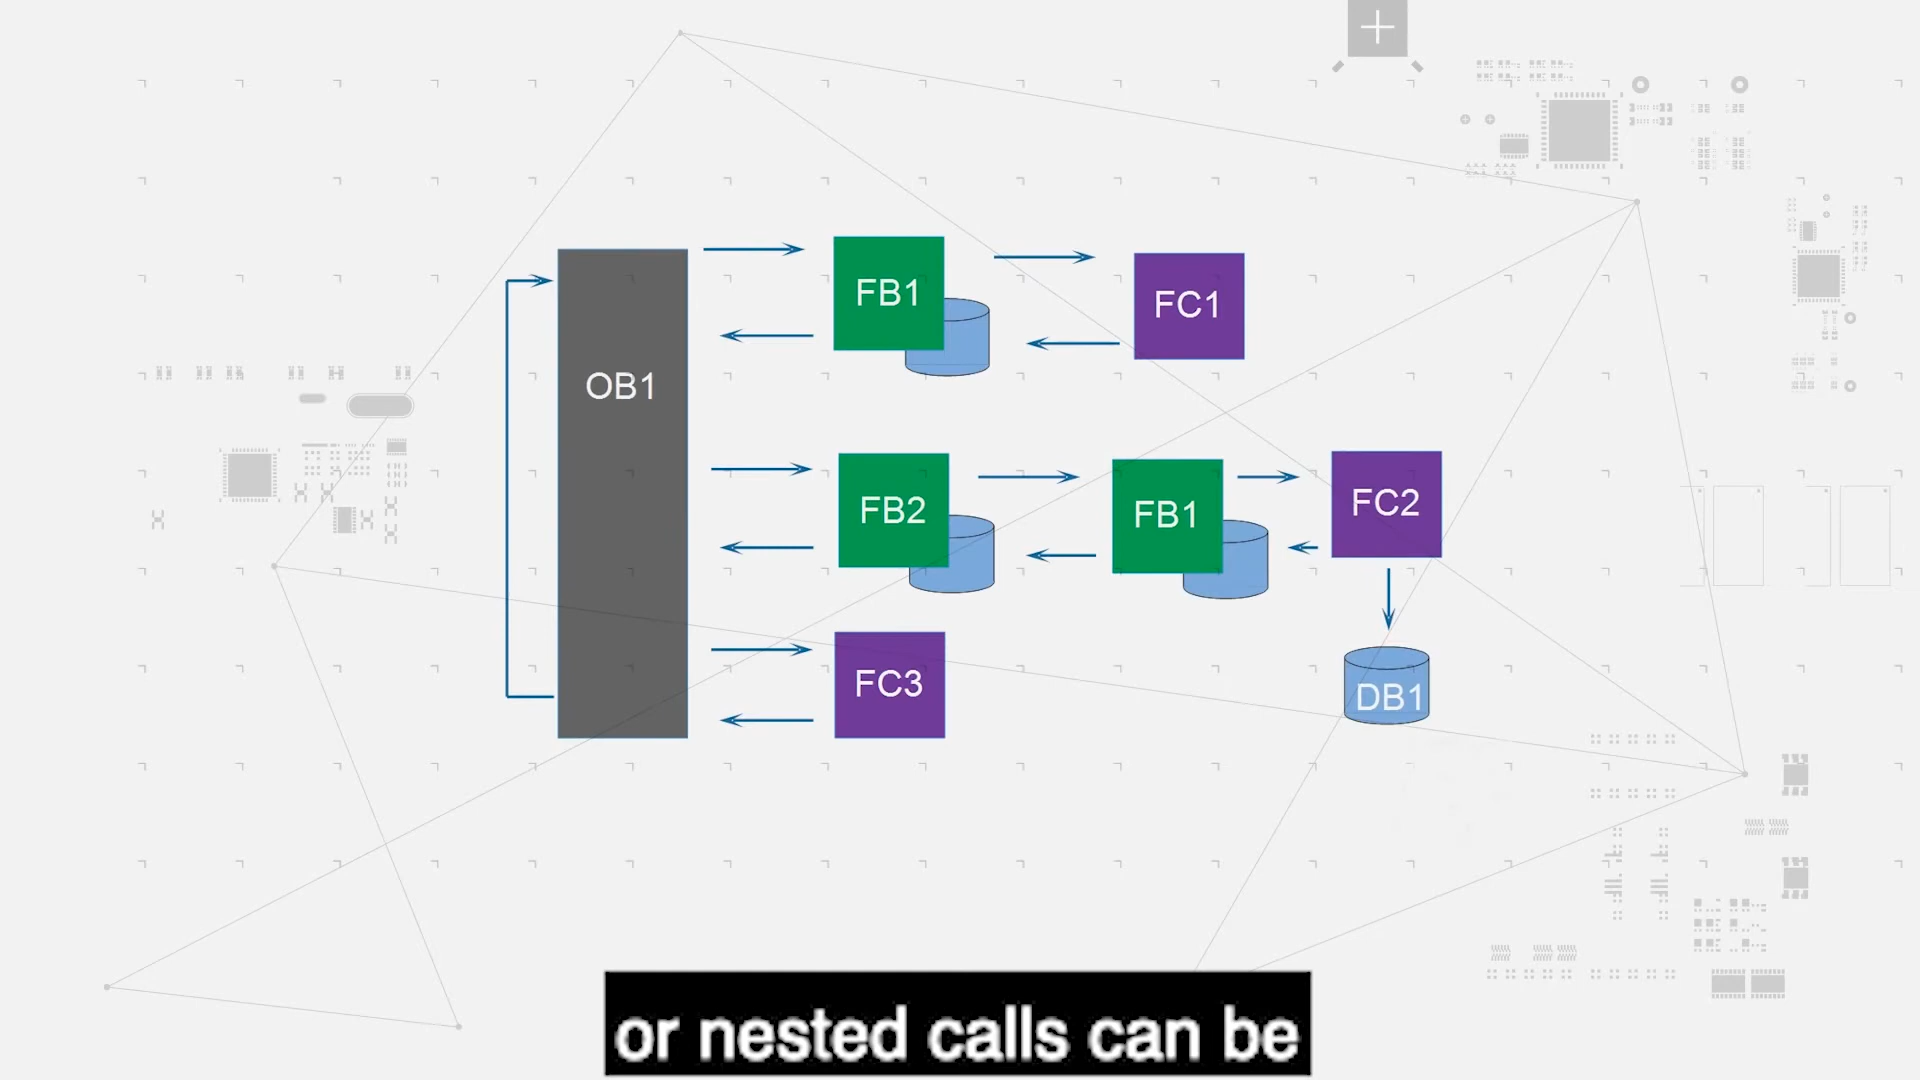 OB1
FB1
FC1
FB2
FB1
FC2
FC3
DB1
or nested calls can be